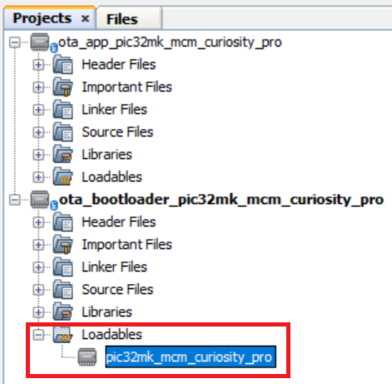 Projects × Files
ota_app_pic32mk_mcm_curiosity_pro
Header Files
Important Files
Linker Files
Source Files
Libraries
Loadables
ota_bootloader_pic32mk_mcm_curiosity_pro
Header Files
Important Files
Linker Files
Source Files
Libraries
Loadables
pic32mk_mcm_curiosity_pro